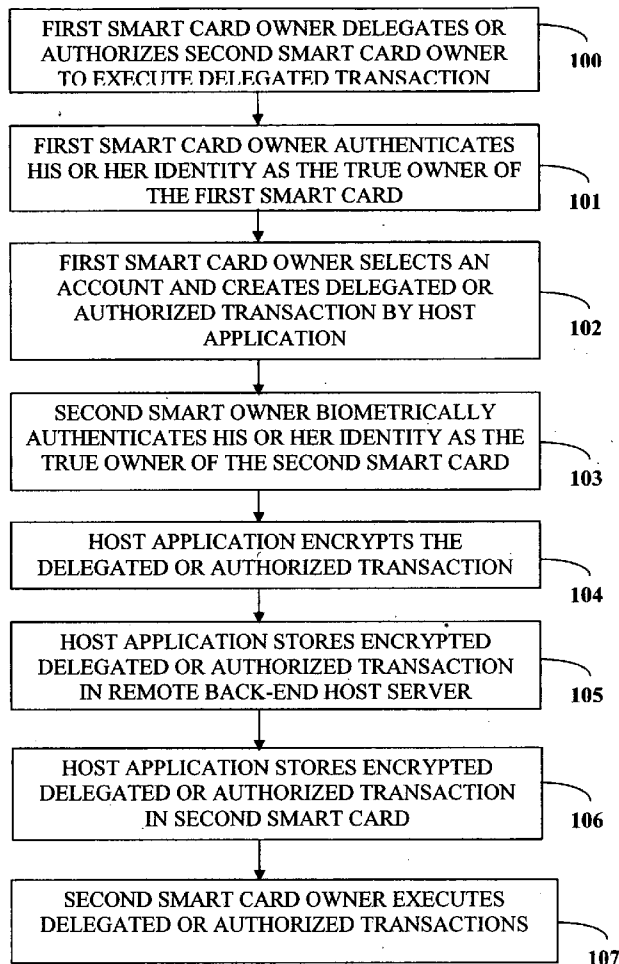 FIRST SMART CARD OWNER DELEGATES OR
AUTHORIZES SECOND SMART CARD OWNER
TO EXECUTE DELEGATED TRANSACTION
100
FIRST SMART CARD OWNER AUTHENTICATES
HIS OR HER IDENTITY AS THE TRUE OWNER OF
THE FIRST SMART CARD
101
FIRST SMART CARD OWNER SELECTS AN
ACCOUNT AND CREATES DELEGATED OR
AUTHORIZED TRANSACTION BY HOST
APPLICATION
102
SECOND SMART OWNER BIOMETRICALLY
AUTHENTICATES HIS OR HER IDENTITY AS THE
TRUE OWNER OF THE SECOND SMART CARD
103
HOST APPLICATION ENCRYPTS THE
DELEGATED OR AUTHORIZED TRANSACTION
104
HOST APPLICATION STORES ENCRYPTED
DELEGATED OR AUTHORIZED TRANSACTION
IN REMOTE BACK-END HOST SERVER
105
HOST APPLICATION STORES ENCRYPTED
DELEGATED OR AUTHORIZED TRANSACTION
IN SECOND SMART CARD
106
SECOND SMART CARD OWNER EXECUTES
DELEGATED OR AUTHORIZED TRANSACTIONS
107